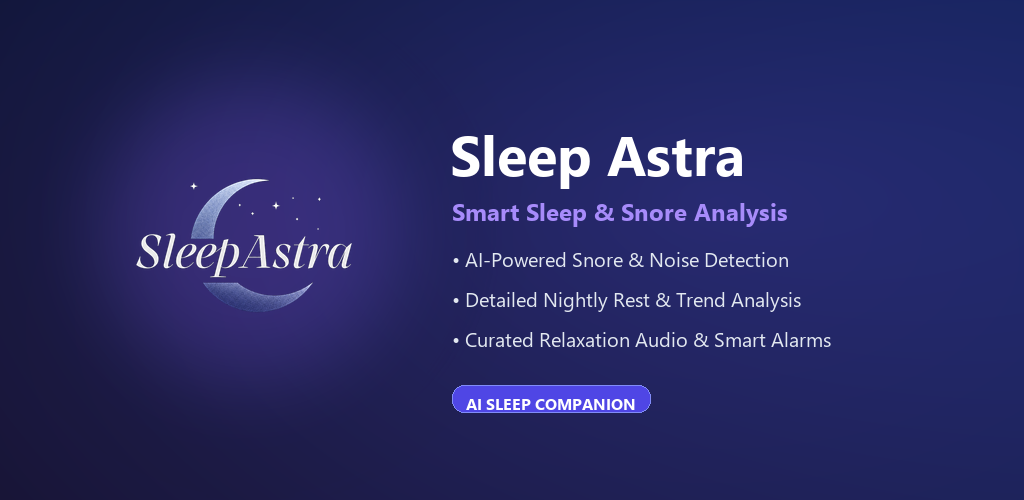 SleepAstra
Sleep Astra
Smart Sleep & Snore Analysis
• AI-Powered Snore & Noise Detection
• Detailed Nightly Rest & Trend Analysis
• Curated Relaxation Audio & Smart Alarms
AI SLEEP COMPANION